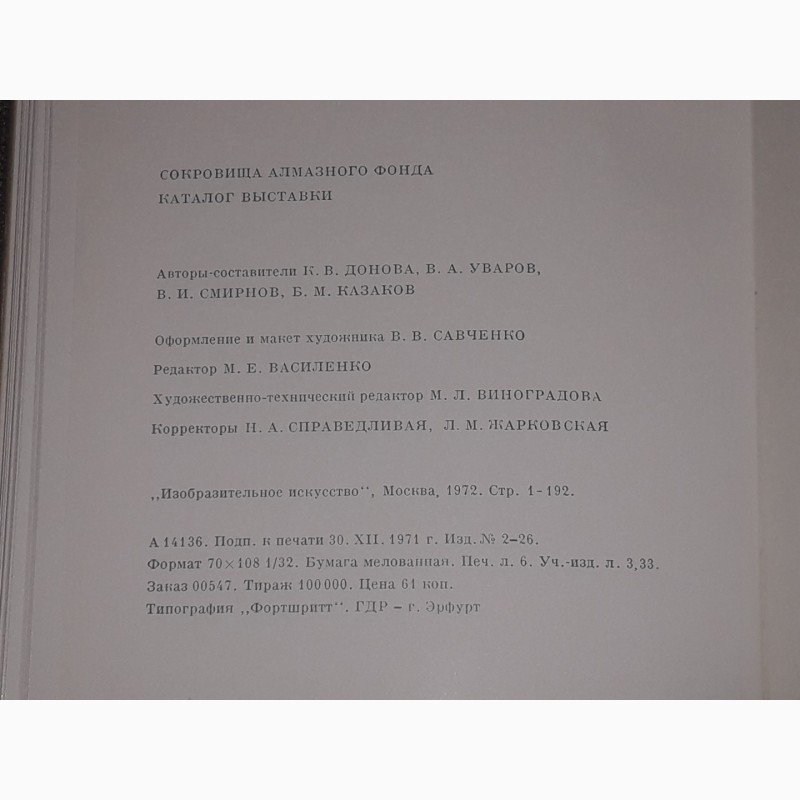 СОКРОВИЩА АЛМАЗНОГО ФОНДА
КАТАЛОГ ВЫСТАВКИ
Авторы-составители К. В. ДОНОВА, В. А. УВАРОВ,
В. И. СМИРНОВ, Б. М. КАЗАКОВ
Оформление и макет художника В. В. САВЧЕНКО
Редактор М. Е. ВАСИЛЕНКО
Художественно-технический редактор М. Л. ВИНОГРАДОВА
Корректоры Н. А. СПРАВЕДЛИВАЯ, Л. М. ЖАРКОВСКАЯ
,,Изобразительное искусство“, Москва, 1972. Стр. 1-192.
А 14136. Подп. к печати 30. XII. 1971 г. Изд. № 2-26.
Формат 70×108 1/32. Бумага мелованная. Печ. л. 6. Уч.-изд. л. 3,33.
Заказ 00547. Тираж 100000. Цена 61 коп.
Типография ,,Фортшритт“. ГДР – г. Эрфурт